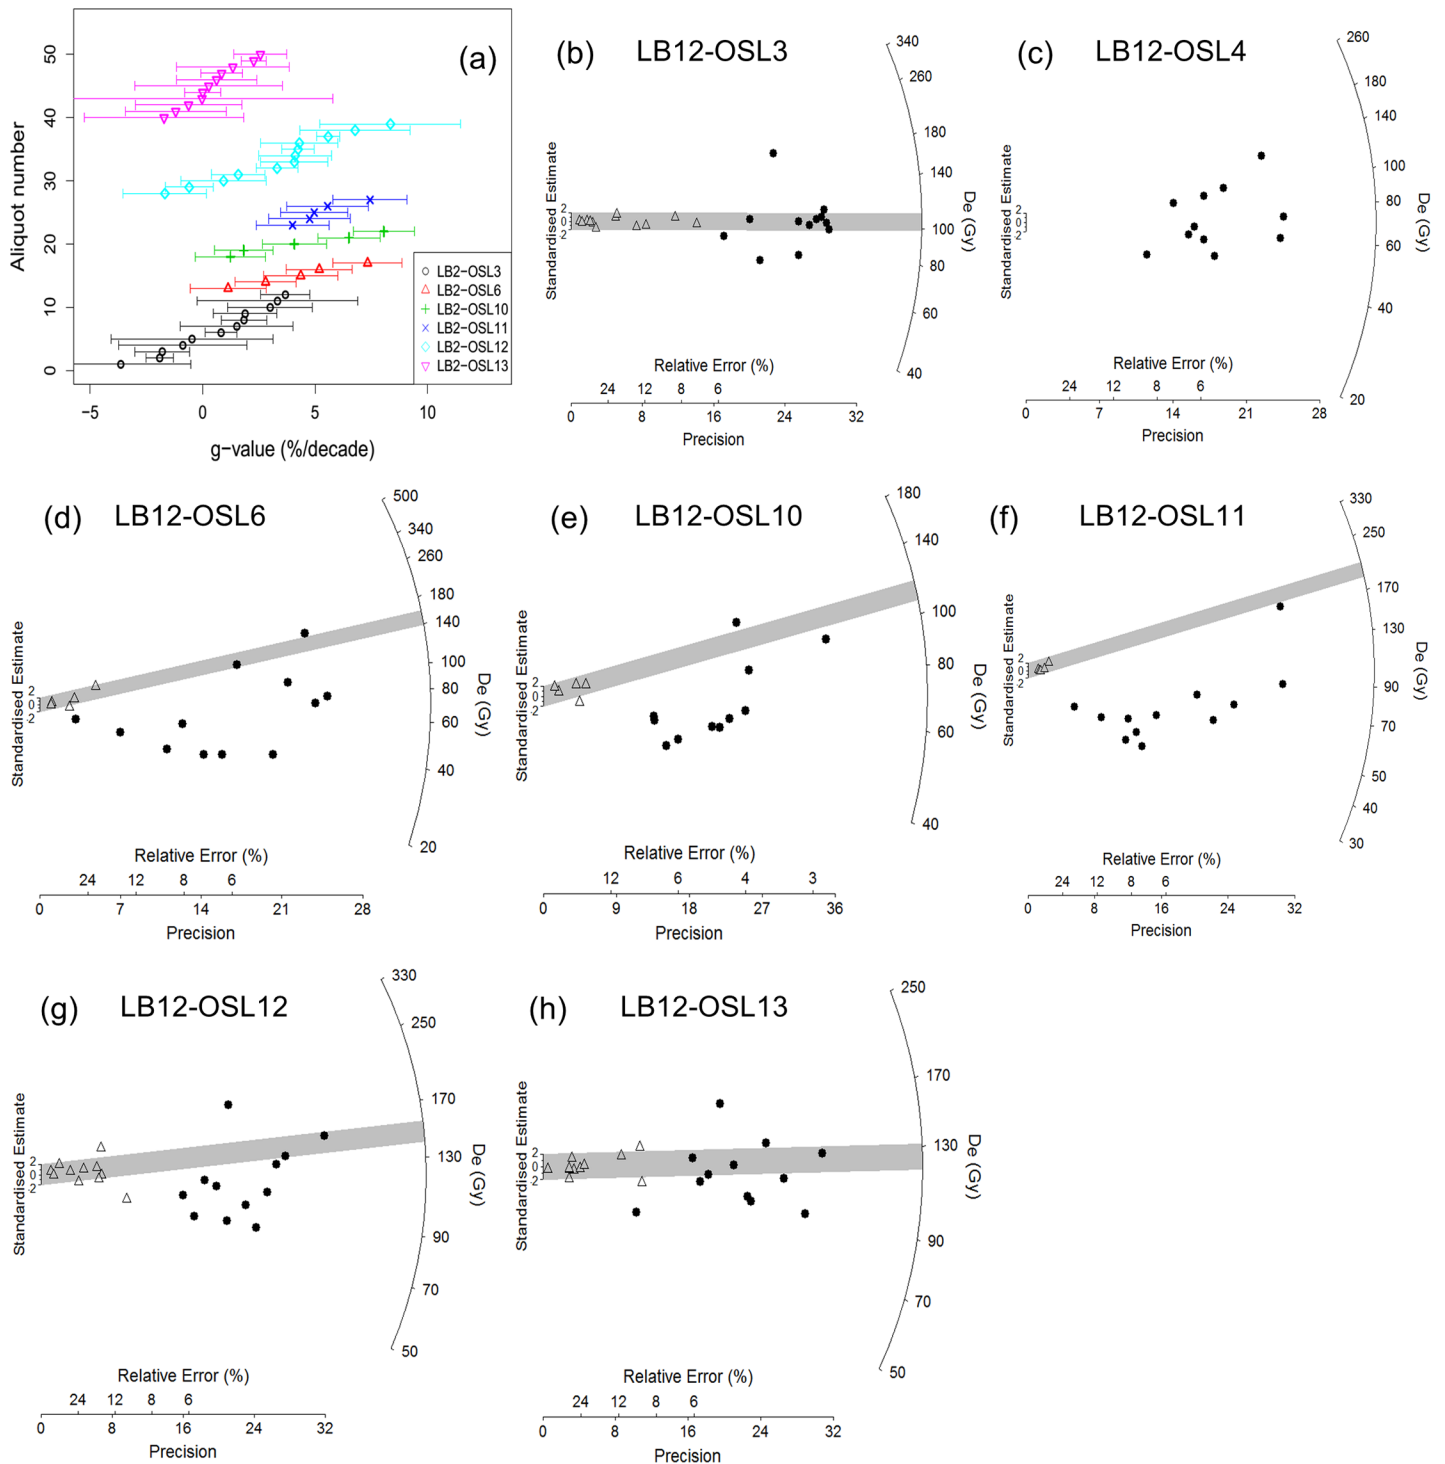 (a)
Aliquot number
50
40
30
20
10
0
−5 0 5 10
g−value (%/decade)
LB2−OSL3
LB2−OSL6
LB2−OSL10
LB2−OSL11
LB2−OSL12
LB2−OSL13
(b) LB12-OSL3
Standardised Estimate
2
0
2
340
260
180
140
100
80
60
40
De (Gy)
Relative Error (%)
24 12 8 6
0 8 16 24 32
Precision
(c) LB12-OSL4
Standardised Estimate
2
0
2
260
180
140
100
80
60
40
20
De (Gy)
Relative Error (%)
24 12 8 6
0 7 14 21 28
Precision
(d) LB12-OSL6
Standardised Estimate
2
0
-2
500
340
260
180
140
100
80
60
40
20
De (Gy)
Relative Error (%)
24 12 8 6
0 7 14 21 28
Precision
(e) LB12-OSL10
Standardised Estimate
2
0
-2
180
140
100
80
60
40
De (Gy)
Relative Error (%)
12 6 4 3
0 9 18 27 36
Precision
(f) LB12-OSL11
Standardised Estimate
2
0
-2
330
250
170
130
90
70
50
40
30
De (Gy)
Relative Error (%)
24 12 8 6
0 8 16 24 32
Precision
(g) LB12-OSL12
Standardised Estimate
2
0
-2
330
250
170
130
90
70
50
De (Gy)
Relative Error (%)
24 12 8 6
0 8 16 24 32
Precision
(h) LB12-OSL13
Standardised Estimate
2
0
-2
250
170
130
90
70
50
De (Gy)
Relative Error (%)
24 12 8 6
0 8 16 24 32
Precision